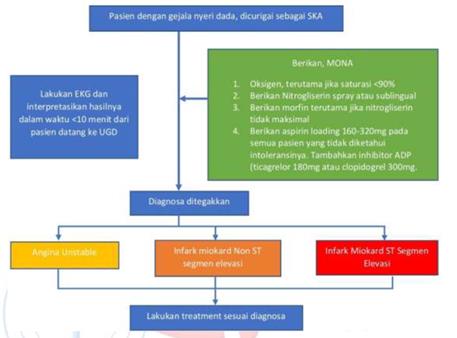 Pasien dengan gejala nyeri dada, dicurigai sebagai SKA
Lakukan EKG dan
interpretasikan hasilnya
dalam waktu <10 menit dari
pasien datang ke UGD
Berikan, MONA
1. Oksigen, terutama jika saturasi <90%
2. Berikan Nitrogliserin spray atau sublingual
3. Berikan morfin terutama jika nitrogliserin
tidak maksimal
4. Berikan aspirin loading 160-320mg pada
semua pasien yang tidak diketahui
intoleransinya. Tambahkan inhibitor ADP
(ticagrelor 180mg atau clopidogrel 300mg.
Diagnosa ditegakkan
Angina Unstable
Infark miokard Non ST
segmen elevasi
Infark Miokard ST Segmen
Elevasi
Lakukan treatment sesuai diagnosa